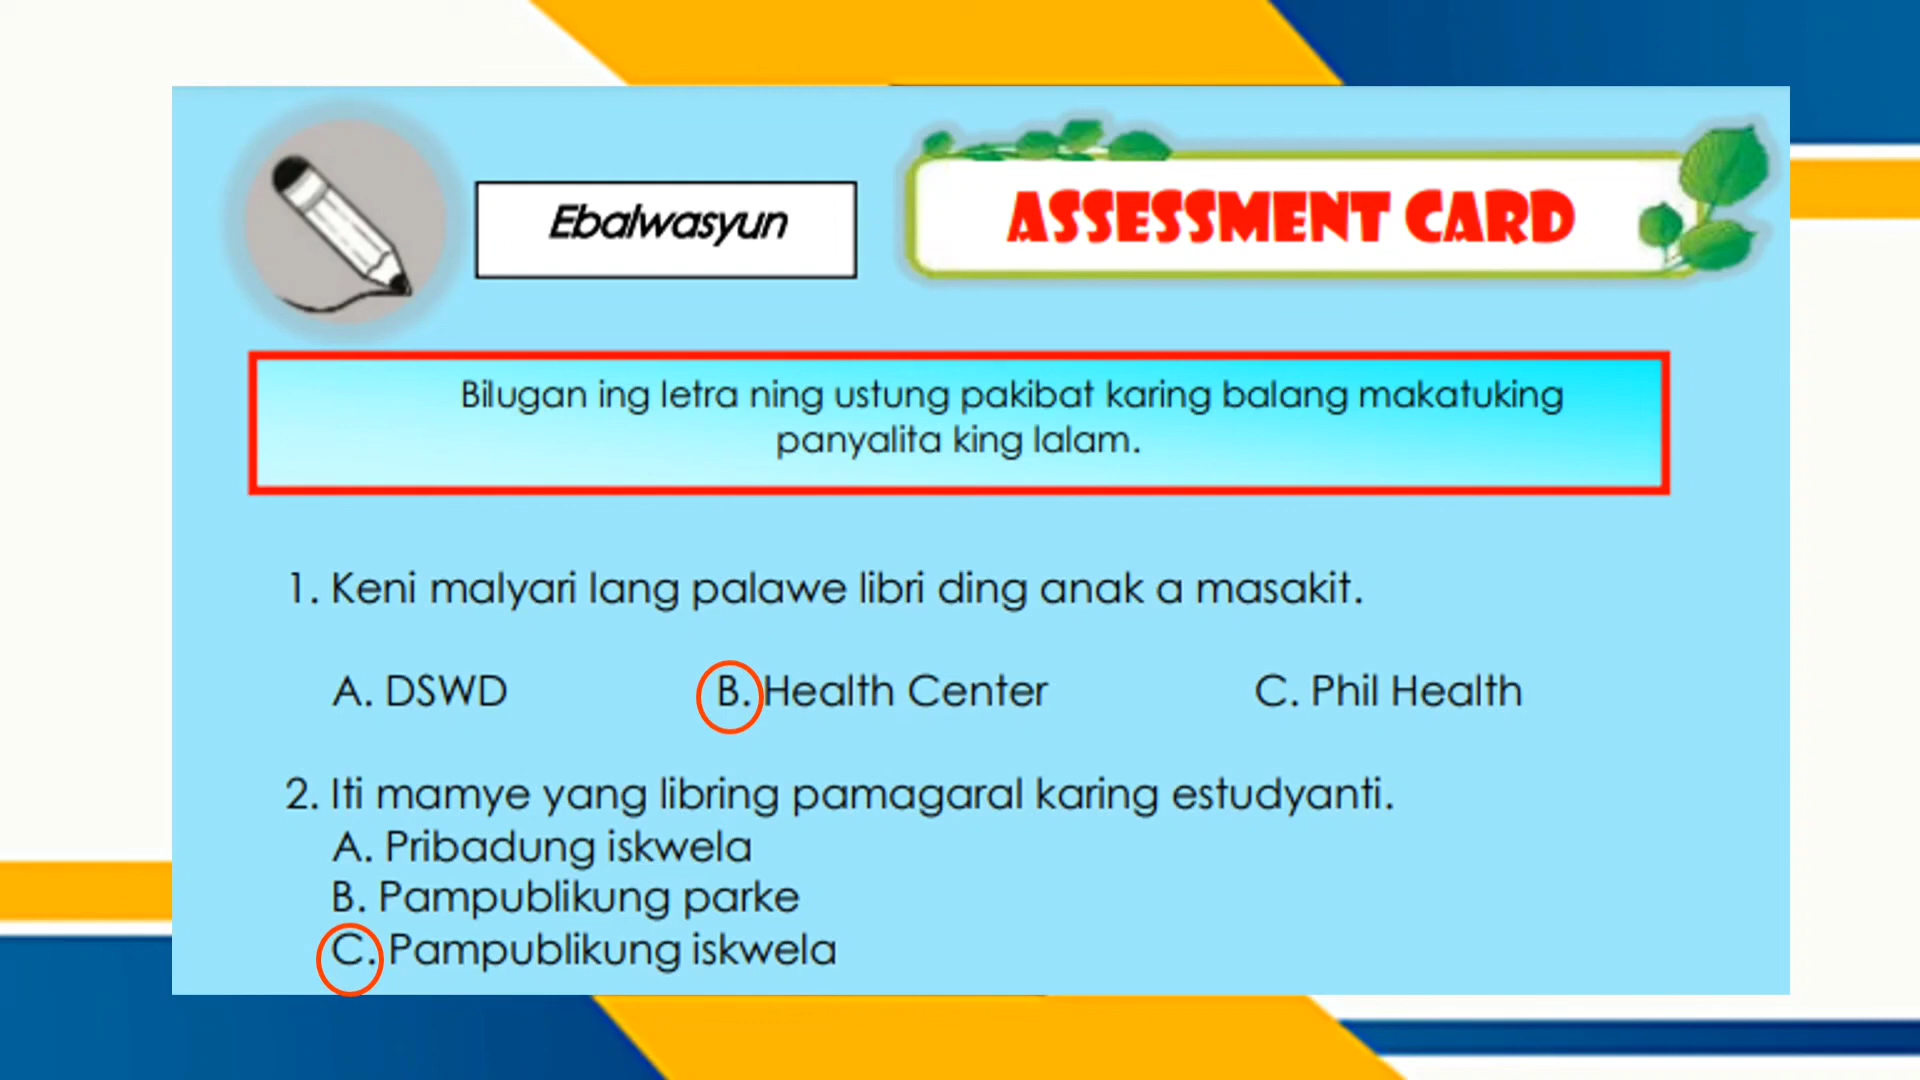 Ebalwasyun
ASSESSMENT CARD
Bilugan ing letra ning ustung pakibat karing balang makatuking
panyalita king lalam.
1. Keni malyari lang palawe libri ding anak a masakit.
A. DSWD B. Health Center C. Phil Health
2. Iti mamye yang libring pamagaral karing estudyanti.
A. Pribadung iskwela
B. Pampublikung parke
C. Pampublikung iskwela